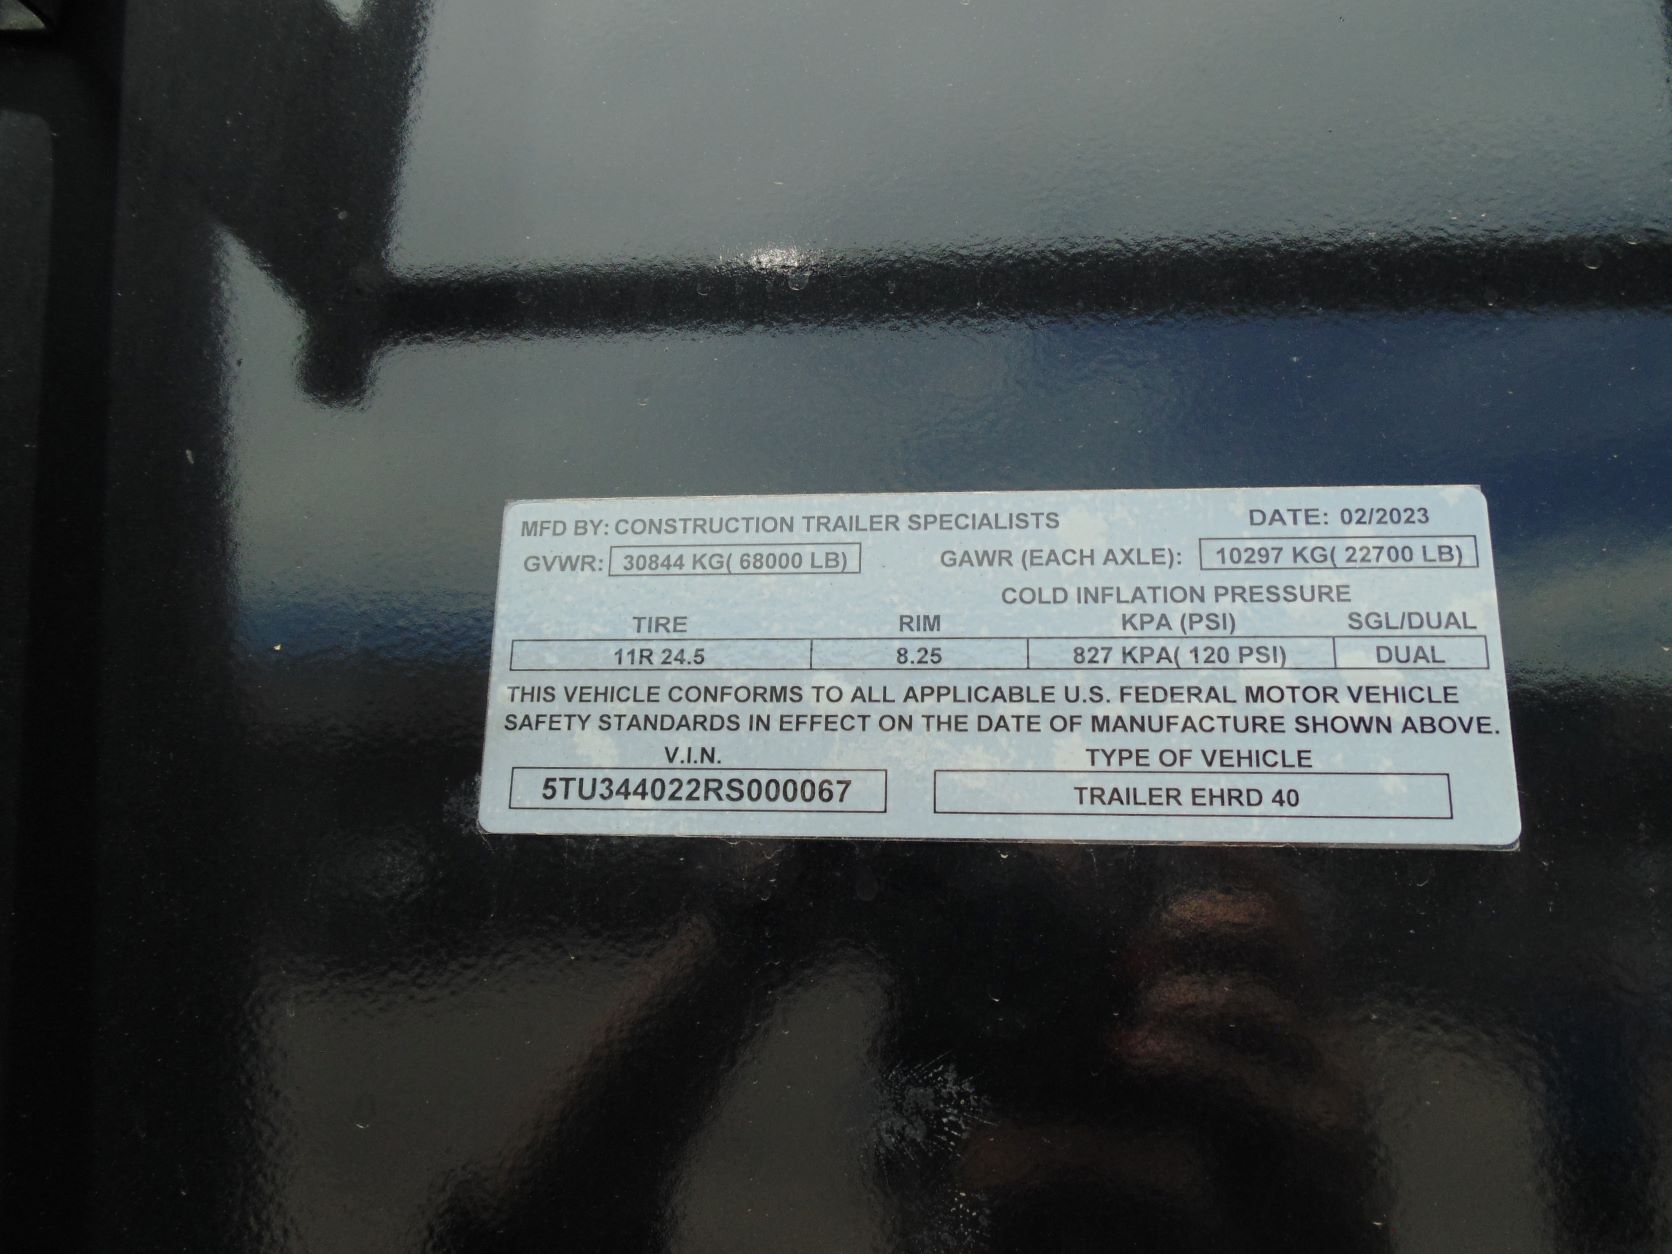 MFD BY: CONSTRUCTION TRAILER SPECIALISTS DATE: 02/2023
GVWR: 30844 KG( 68000 LB) GAWR (EACH AXLE): 10297 KG( 22700 LB)
COLD INFLATION PRESSURE
TIRE RIM KPA (PSI) SGL/DUAL
11R 24.5 8.25 827 KPA( 120 PSI) DUAL
THIS VEHICLE CONFORMS TO ALL APPLICABLE U.S. FEDERAL MOTOR VEHICLE
SAFETY STANDARDS IN EFFECT ON THE DATE OF MANUFACTURE SHOWN ABOVE.
V.I.N. TYPE OF VEHICLE
5TU344022RS000067 TRAILER EHRD 40